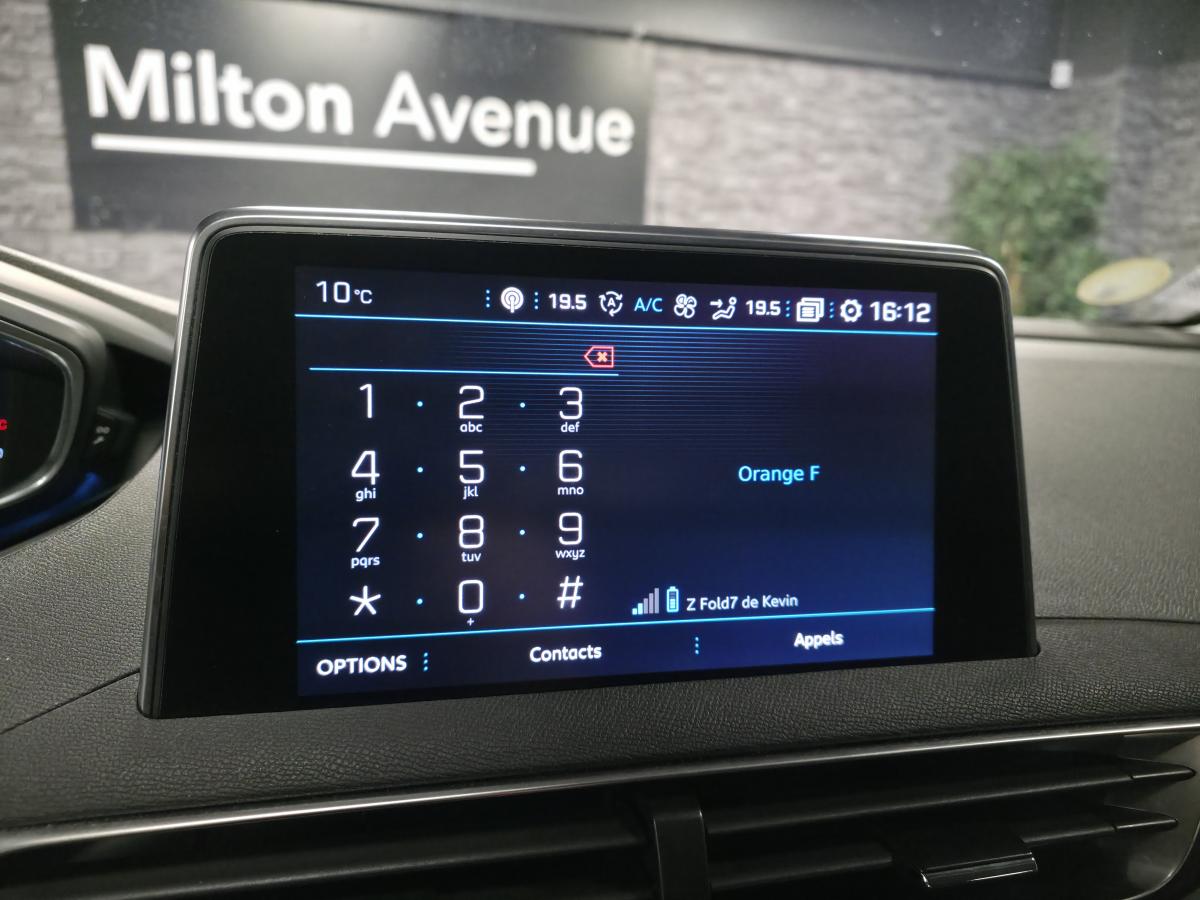 Milton Avenue
10°C 19.5 A A/C 19.5 16:12
1 2 3
abc def
4 5 6
ghi jkl mno
7 8 9
pqrs tuv wxyz
* 0 #
+
Orange F
Z Fold7 de Kevin
OPTIONS Contacts Appels